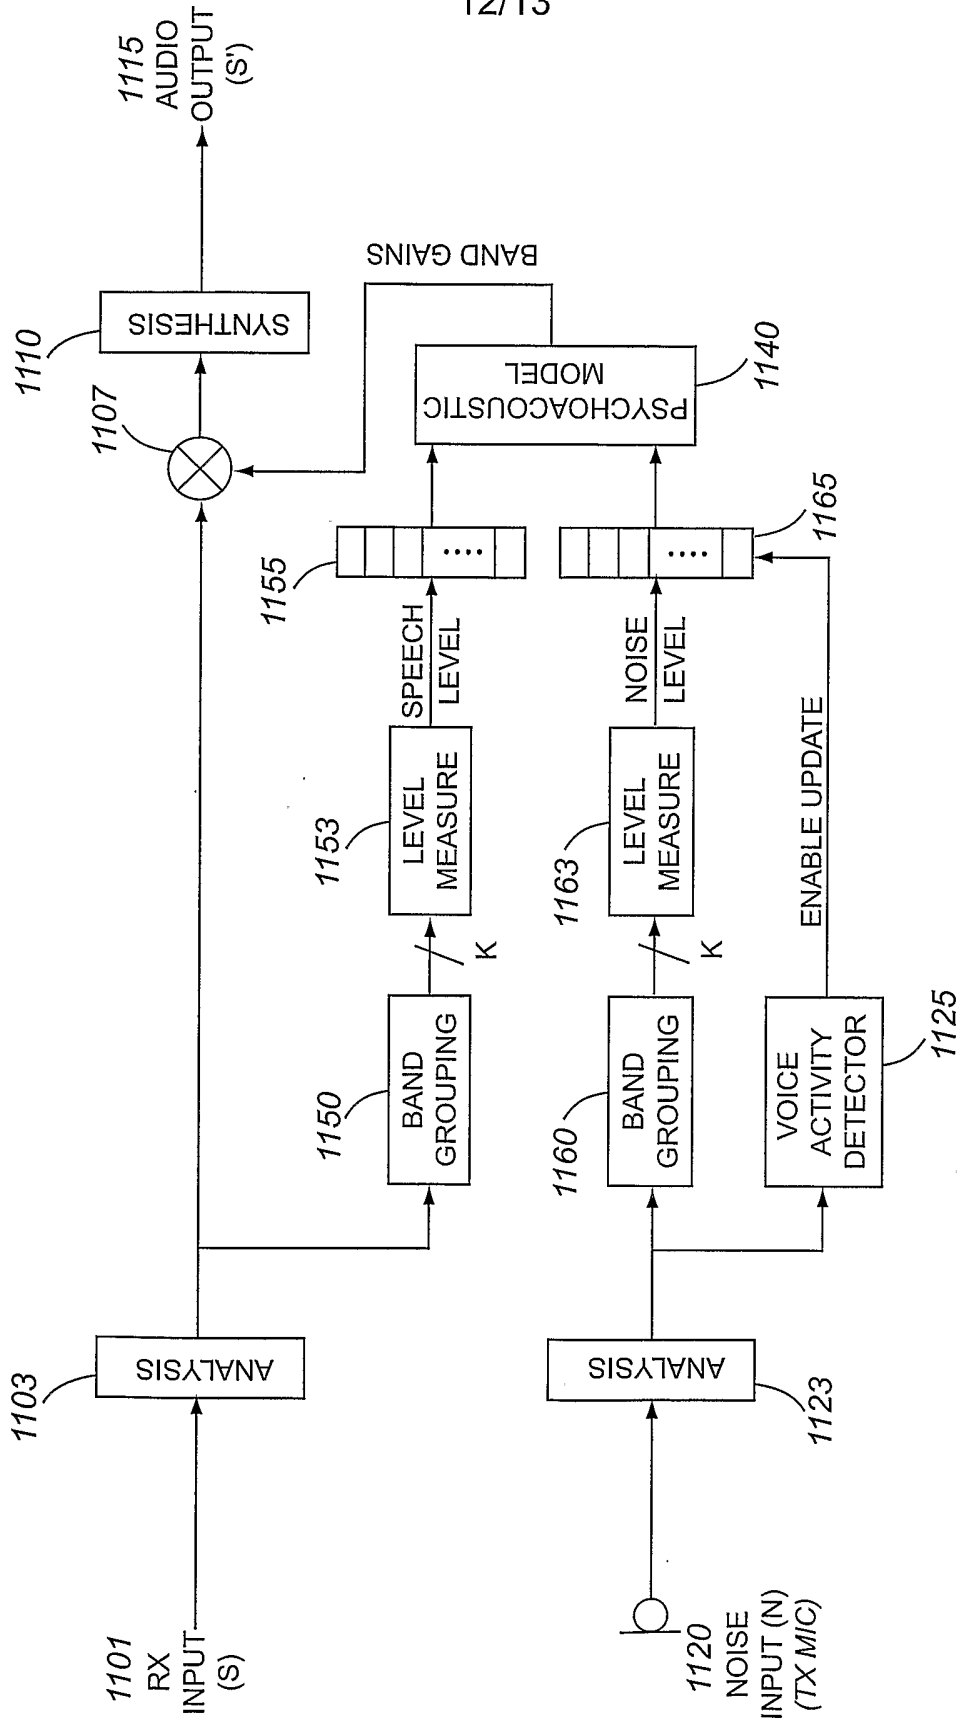 12/13
1115
AUDIO
OUTPUT
(S')
BAND GAINS
1110
SYNTHESIS
1107
PSYCHOACOUSTIC
MODEL
1140
1155
1165
SPEECH
LEVEL
NOISE
LEVEL
1153
LEVEL
MEASURE
1163
LEVEL
MEASURE
ENABLE UPDATE
K
K
1150
BAND
GROUPING
1160
BAND
GROUPING
VOICE
ACTIVITY
DETECTOR
1125
1103
ANALYSIS
ANALYSIS
1123
1101
RX
INPUT
(S)
1120
NOISE
INPUT (N)
(TX MIC)